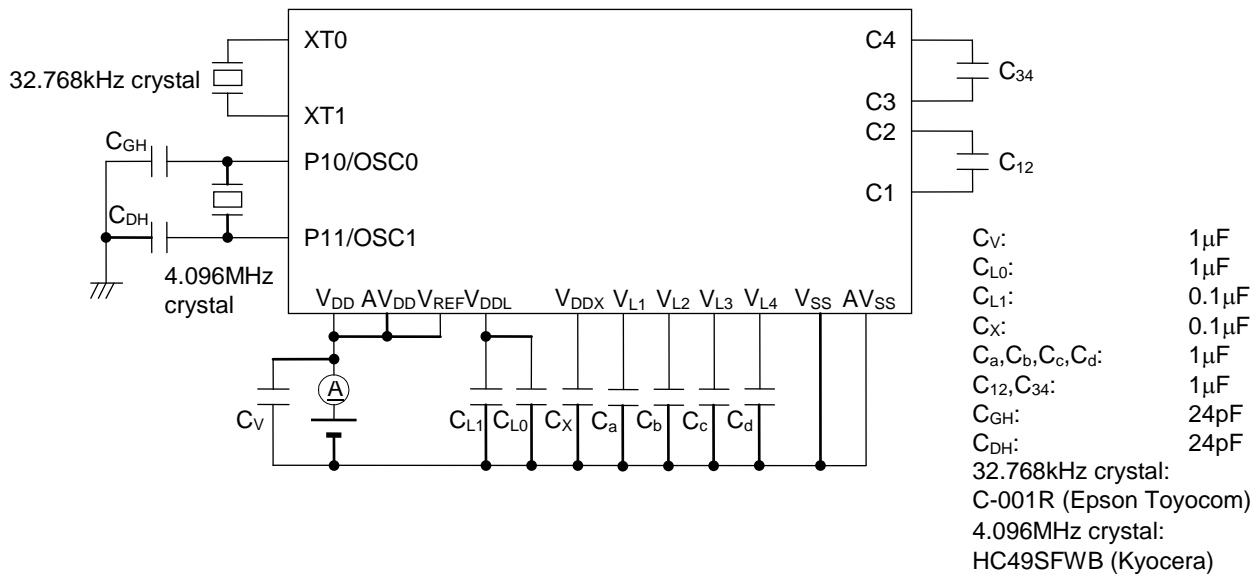 XT0
32.768kHz crystal
XT1
C4
C34
C3
C2
C12
C1
CGH
P10/OSC0
CDH
P11/OSC1
4.096MHz
crystal
VDD AVDD VREF VDDL VDDX VL1 VL2 VL3 VL4 VSS AVSS
A
CV CL1 CL0 CX Ca Cb Cc Cd
CV: 1μF
CL0: 1μF
CL1: 0.1μF
CX: 0.1μF
Ca,Cb,Cc,Cd: 1μF
C12,C34: 1μF
CGH: 24pF
CDH: 24pF
32.768kHz crystal:
C-001R (Epson Toyocom)
4.096MHz crystal:
HC49SFWB (Kyocera)